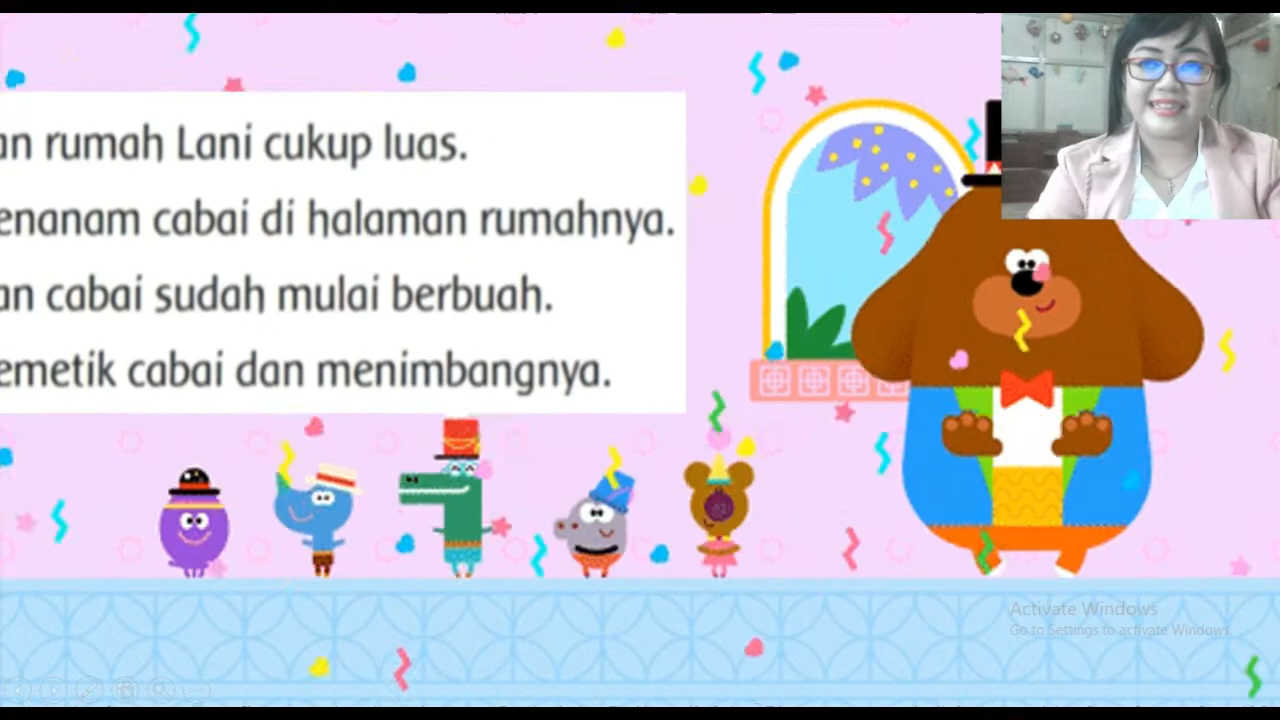 an rumah Lani cukup luas.
enanam cabai di halaman rumahnya.
an cabai sudah mulai berbuah.
emetik cabai dan menimbangnya.
Activate Windows
Go to Settings to activate Windows.